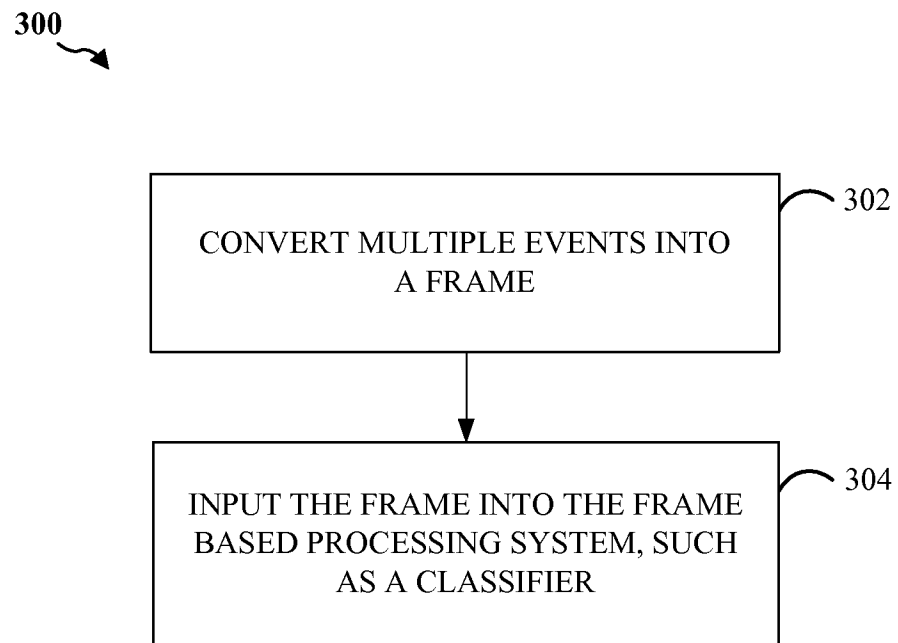 300
302
CONVERT MULTIPLE EVENTS INTO
A FRAME
304
INPUT THE FRAME INTO THE FRAME
BASED PROCESSING SYSTEM, SUCH
AS A CLASSIFIER